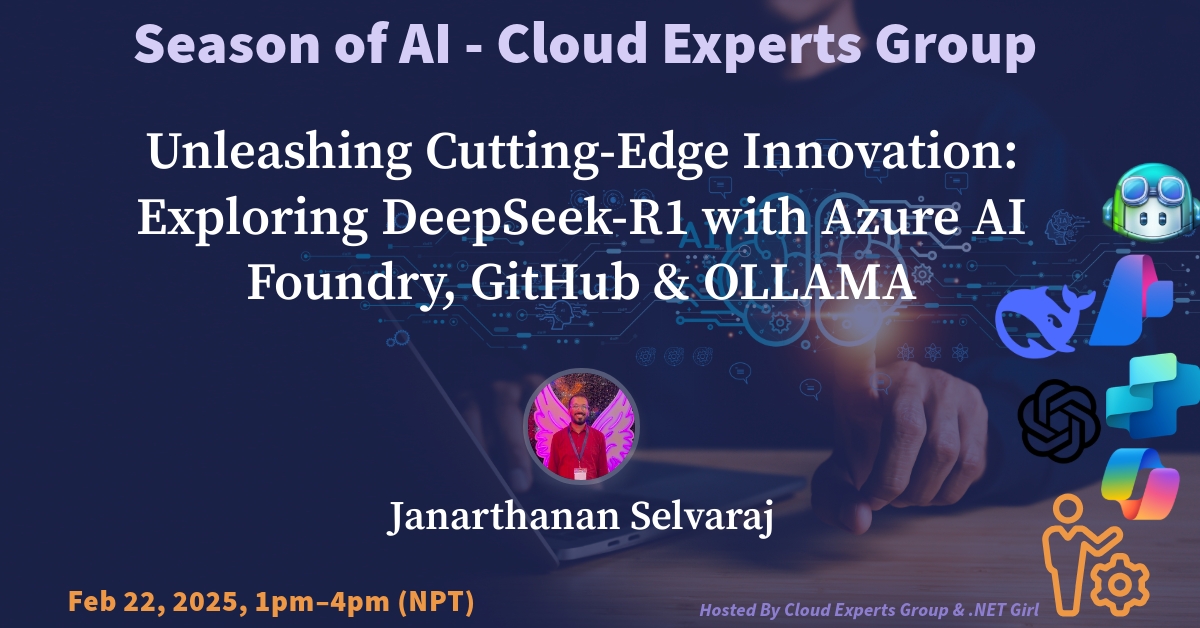 Season of AI - Cloud Experts Group
Unleashing Cutting-Edge Innovation:
Exploring DeepSeek-R1 with Azure AI
Foundry, GitHub & OLLAMA
AI
Janarthanan Selvaraj
Feb 22, 2025, 1pm–4pm (NPT)
Hosted By Cloud Experts Group & .NET Girl